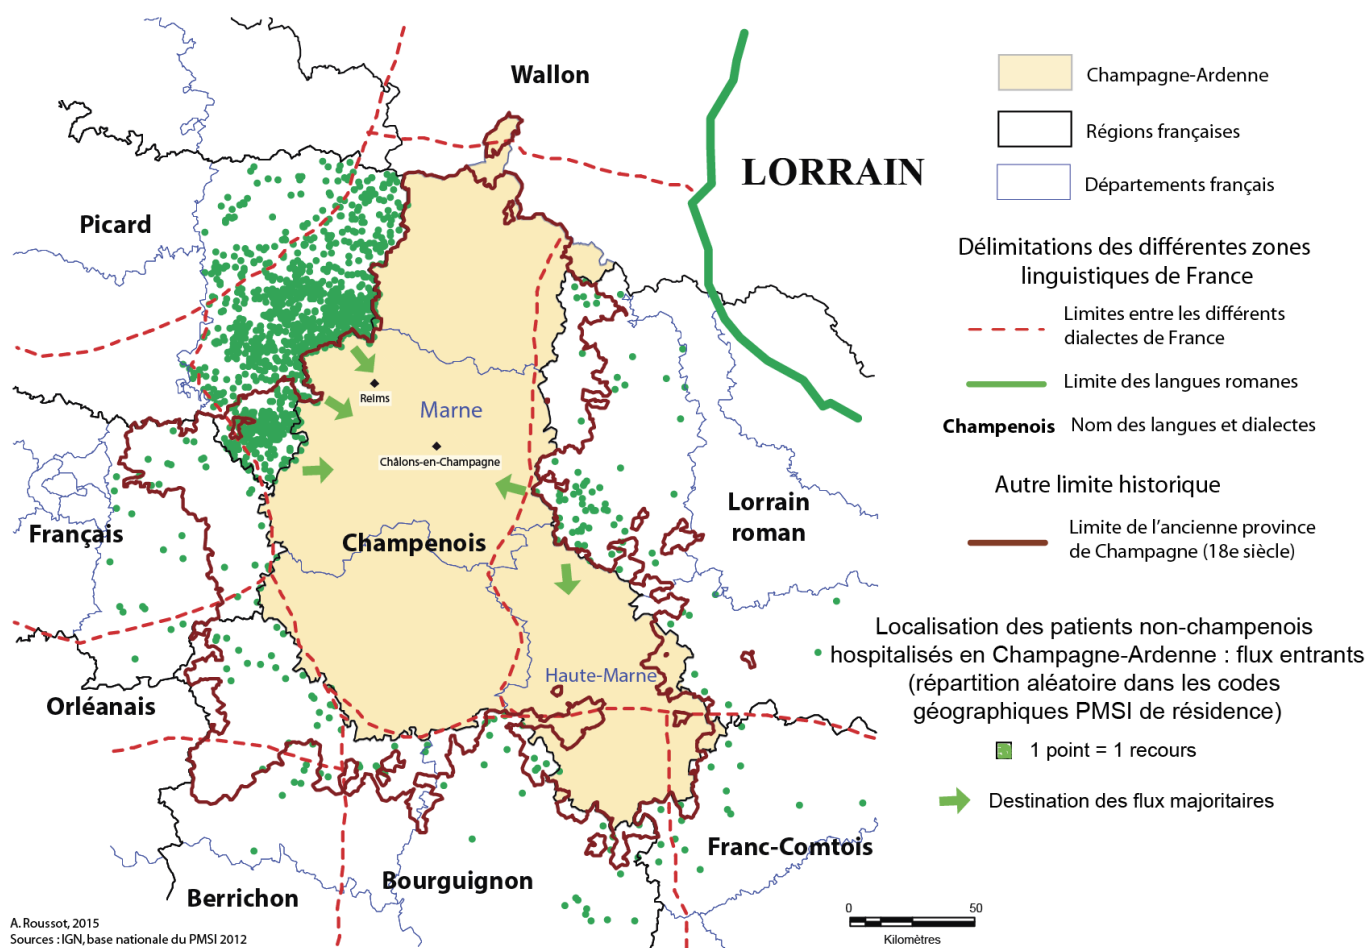 Wallon
LORRAIN
Picard
Reims
Marne
Châlons-en-Champagne
Français
Champenois
Lorrain
roman
Haute-Marne
Orléanais
Franc-Comtois
Bourguignon
Berrichon
Champagne-Ardenne
Régions françaises
Départements français
Délimitations des différentes zones
linguistiques de France
Limites entre les différents
dialectes de France
Limite des langues romanes
Champenois Nom des langues et dialectes
Autre limite historique
Limite de l'ancienne province
de Champagne (18e siècle)
Localisation des patients non-champenois
hospitalisés en Champagne-Ardenne : flux entrants
(répartition aléatoire dans les codes
géographiques PMSI de résidence)
1 point = 1 recours
Destination des flux majoritaires
0 50
Kilomètres
A. Roussot, 2015
Sources : IGN, base nationale du PMSI 2012